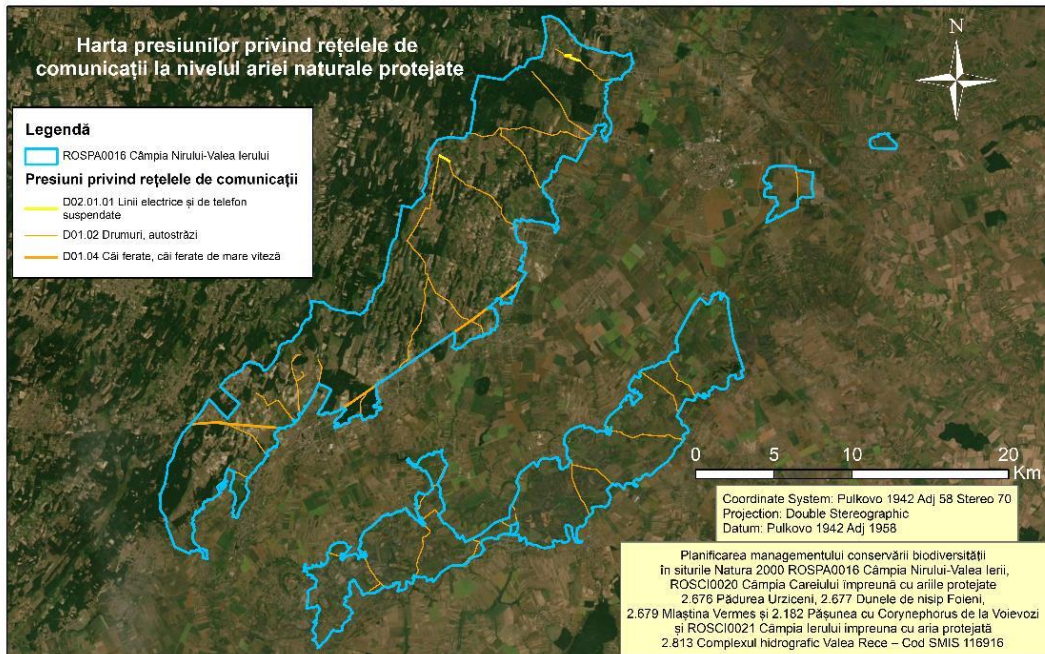 Harta presiunilor privind rețelele de
comunicații la nivelul ariei naturale protejate
N
Legendă
ROSPA0016 Câmpia Nirului-Valea Ierului
Presiuni privind rețelele de comunicații
D02.01.01 Linii electrice și de telefon
suspendate
D01.02 Drumuri, autostrăzi
D01.04 Căi ferate, căi ferate de mare viteză
0 5 10 20
Km
Coordinate System: Pulkovo 1942 Adj 58 Stereo 70
Projection: Double Stereographic
Datum: Pulkovo 1942 Adj 1958
Planificarea managementului conservării biodiversității
în siturile Natura 2000 ROSPA0016 Câmpia Nirului-Valea Ierii,
ROSCI0020 Câmpia Careiului împreună cu ariile protejate
2.676 Pădurea Urziceni, 2.677 Dunele de nisip Foieni,
2.679 Mlaștina Vermes și 2.182 Pășunea cu Corynephorus de la Voievozi
și ROSCI0021 Câmpia Ierului impreuna cu aria protejată
2.813 Complexul hidrografic Valea Rece – Cod SMIS 116916